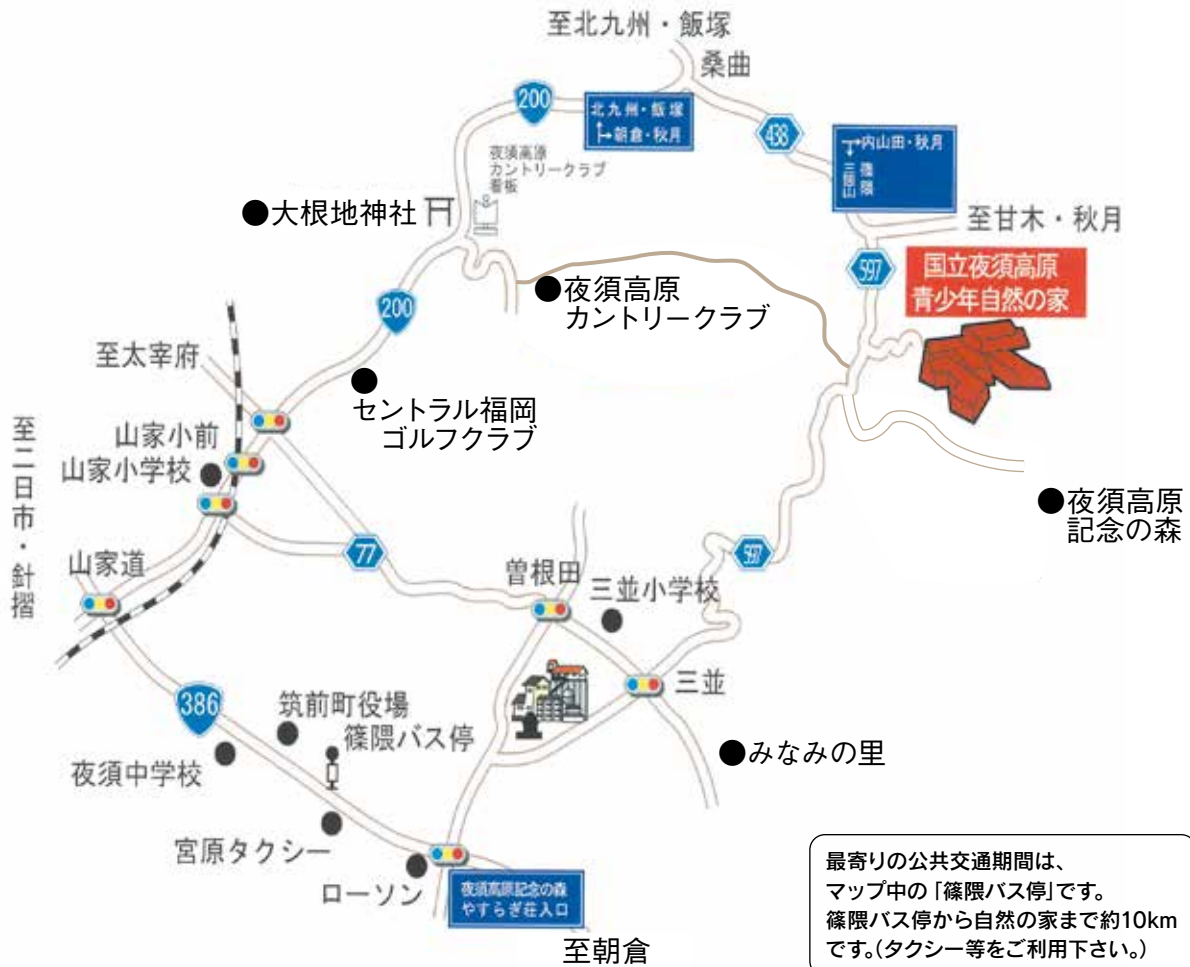 至北九州・飯塚
桑曲
200
北九州・飯塚
朝倉・秋月
438
内山田・秋月
三箇山
篠隈
夜須高原
カントリークラブ
看板
●大根地神社
至甘木・秋月
597
国立夜須高原
青少年自然の家
●夜須高原
カントリークラブ
200
至太宰府
セントラル福岡
ゴルフクラブ
山家小前
山家小学校
至二日市・針摺
●夜須高原
記念の森
山家道
77
597
曽根田
三並小学校
三並
386
筑前町役場
篠隈バス停
夜須中学校
●みなみの里
宮原タクシー
ローソン
夜須高原記念の森
やすらぎ荘入口
至朝倉
最寄りの公共交通期間は、
マップ中の「篠隈バス停」です。
篠隈バス停から自然の家まで約10km
です。(タクシー等をご利用下さい。)